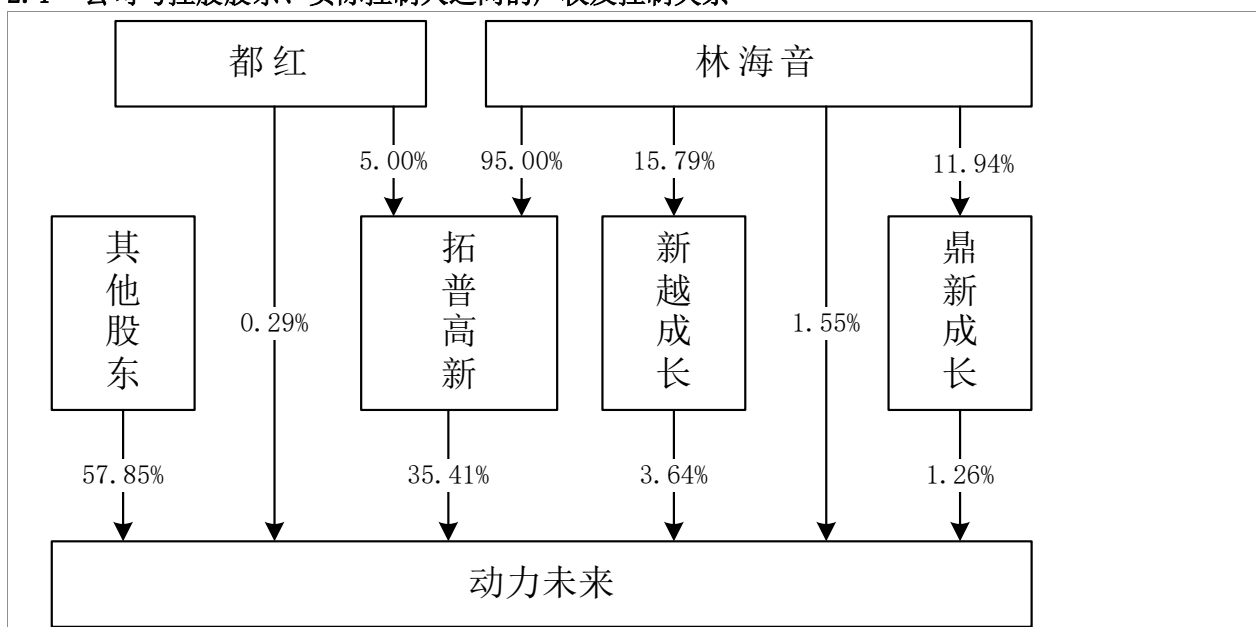 都红
林海音
5.00%
95.00%
15.79%
11.94%
其他股东
0.29%
拓普高新
新越成长
1.55%
鼎新成长
57.85%
35.41%
3.64%
1.26%
动力未来